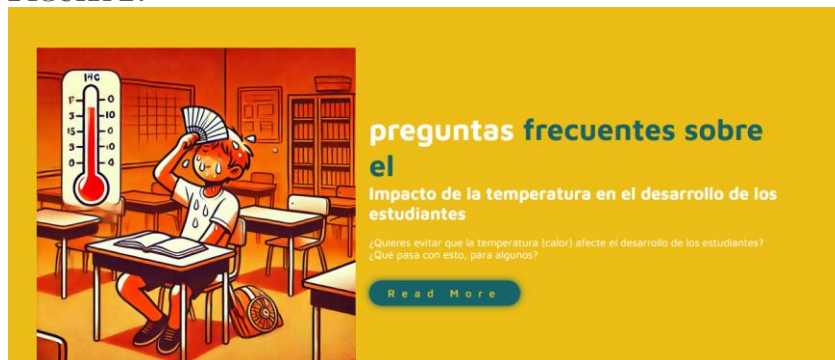 preguntas frecuentes sobre
el
Impacto de la temperatura en el desarrollo de los
estudiantes
¿Quieres evitar que la temperatura (calor) afecte el desarrollo de los estudiantes?
¿Qué pasa con esto, para algunos?
Read More